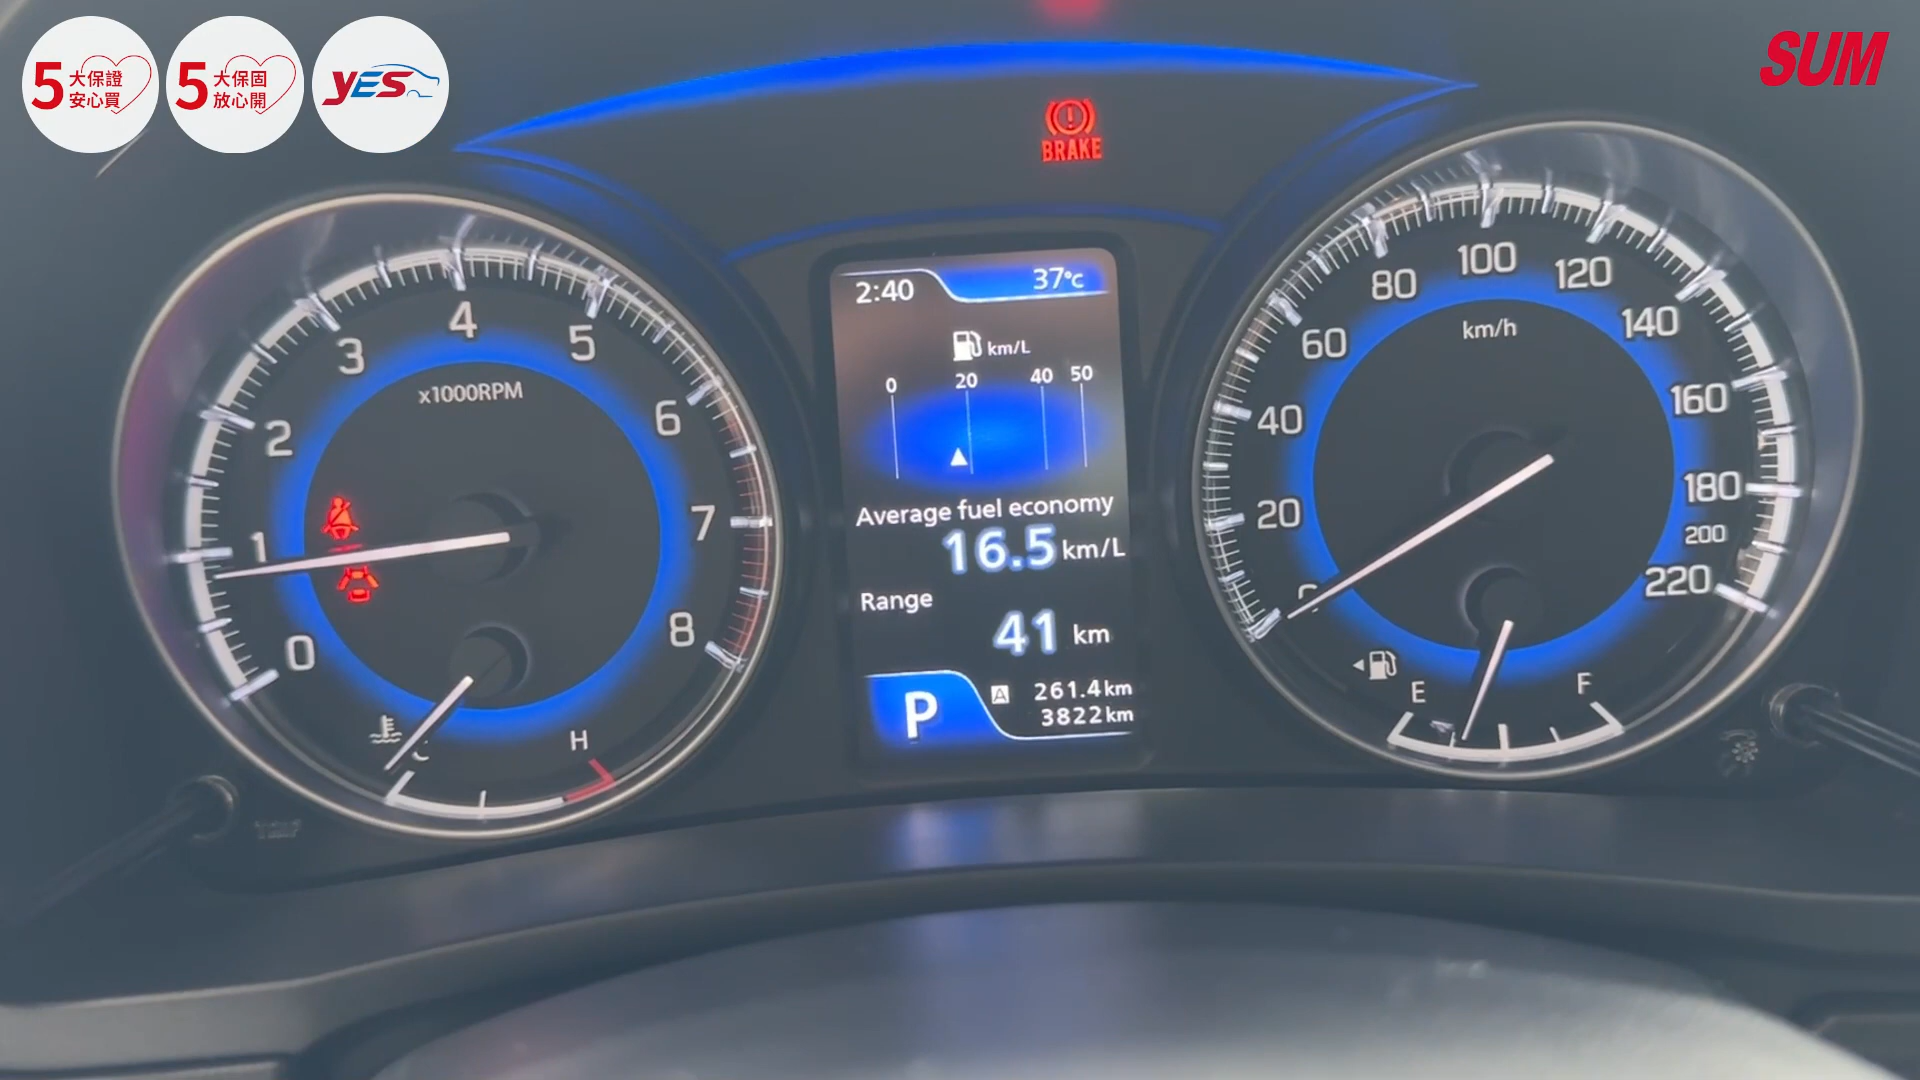 5大保證
安心買
5大保固
放心開
YES
SUM
BRAKE
2:40
37°C
km/L
0 20 40 50
Average fuel economy
16.5 km/L
Range
41 km
P
A 261.4km
3822km
x1000RPM
0
1
2
3
4
5
6
7
8
C
H
km/h
0
20
40
60
80
100
120
140
160
180
200
220
E
F